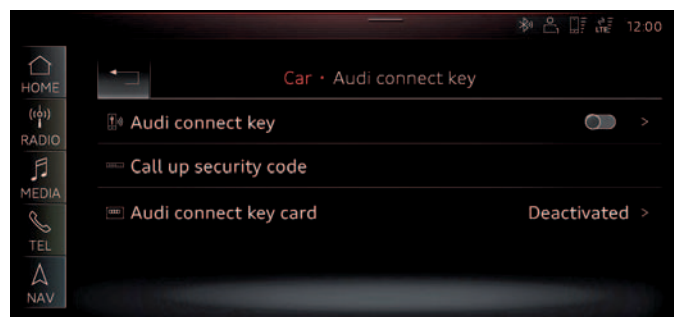 LTE 12:00
HOME
RADIO
MEDIA
TEL
NAV
Car • Audi connect key
Audi connect key >
Call up security code
Audi connect key card Deactivated >